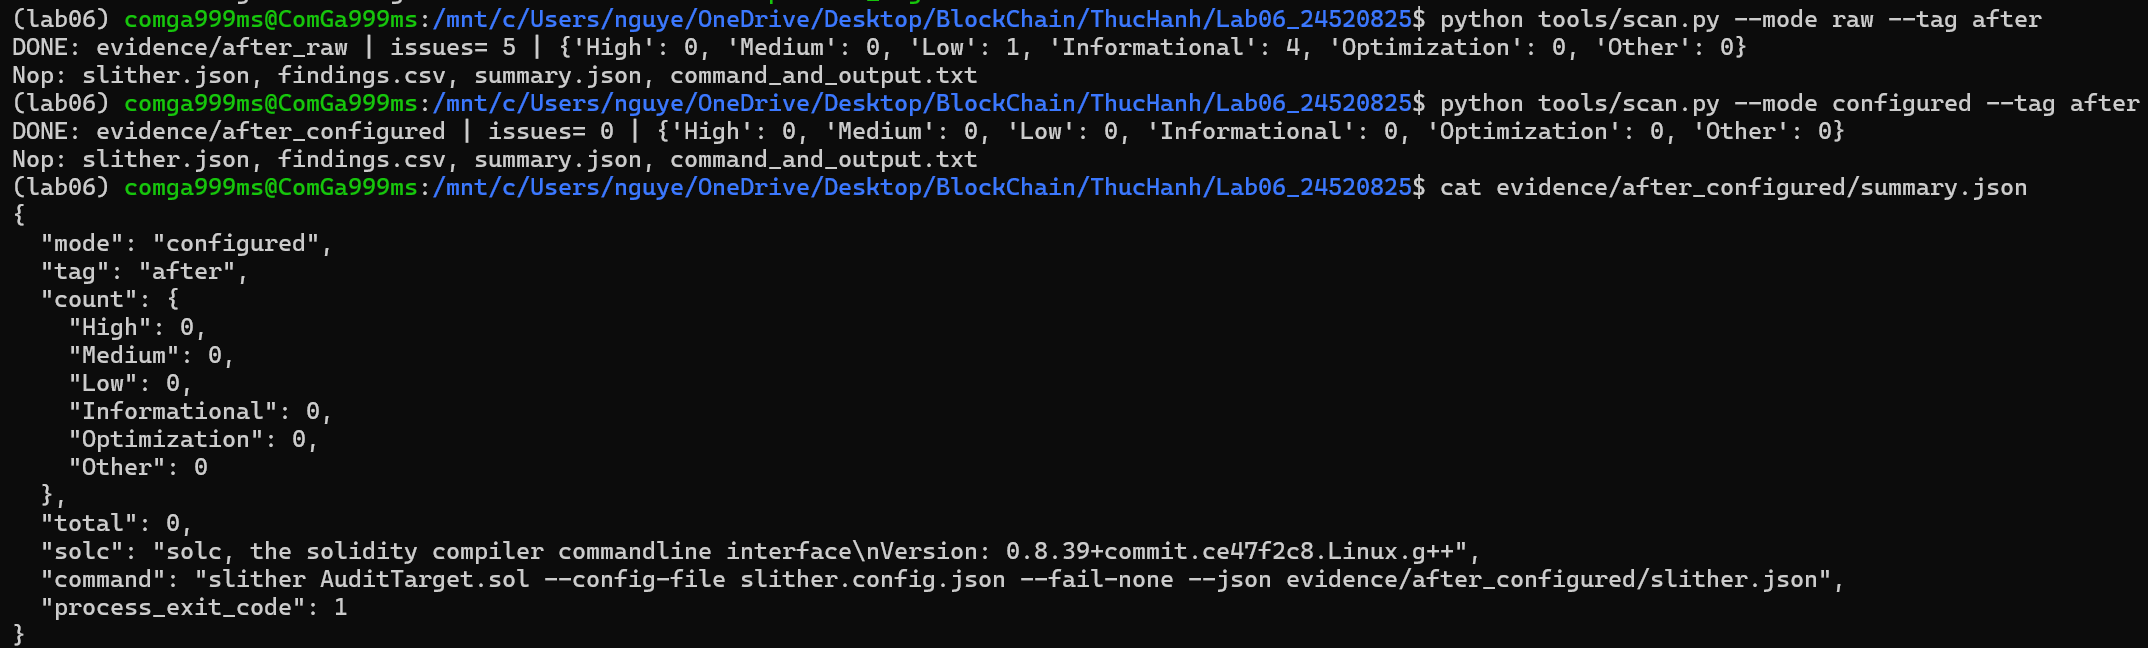 (lab06) comga999ms@ComGa999ms:/mnt/c/Users/nguye/OneDrive/Desktop/BlockChain/ThucHanh/Lab06_24520825$ python tools/scan.py --mode raw --tag after
DONE: evidence/after_raw | issues= 5 | {'High': 0, 'Medium': 0, 'Low': 1, 'Informational': 4, 'Optimization': 0, 'Other': 0}
Nop: slither.json, findings.csv, summary.json, command_and_output.txt
(lab06) comga999ms@ComGa999ms:/mnt/c/Users/nguye/OneDrive/Desktop/BlockChain/ThucHanh/Lab06_24520825$ python tools/scan.py --mode configured --tag after
DONE: evidence/after_configured | issues= 0 | {'High': 0, 'Medium': 0, 'Low': 0, 'Informational': 0, 'Optimization': 0, 'Other': 0}
Nop: slither.json, findings.csv, summary.json, command_and_output.txt
(lab06) comga999ms@ComGa999ms:/mnt/c/Users/nguye/OneDrive/Desktop/BlockChain/ThucHanh/Lab06_24520825$ cat evidence/after_configured/summary.json
{
  "mode": "configured",
  "tag": "after",
  "count": {
    "High": 0,
    "Medium": 0,
    "Low": 0,
    "Informational": 0,
    "Optimization": 0,
    "Other": 0
  },
  "total": 0,
  "solc": "solc, the solidity compiler commandline interface\nVersion: 0.8.39+commit.ce47f2c8.Linux.g++",
  "command": "slither AuditTarget.sol --config-file slither.config.json --fail-none --json evidence/after_configured/slither.json",
  "process_exit_code": 1
}